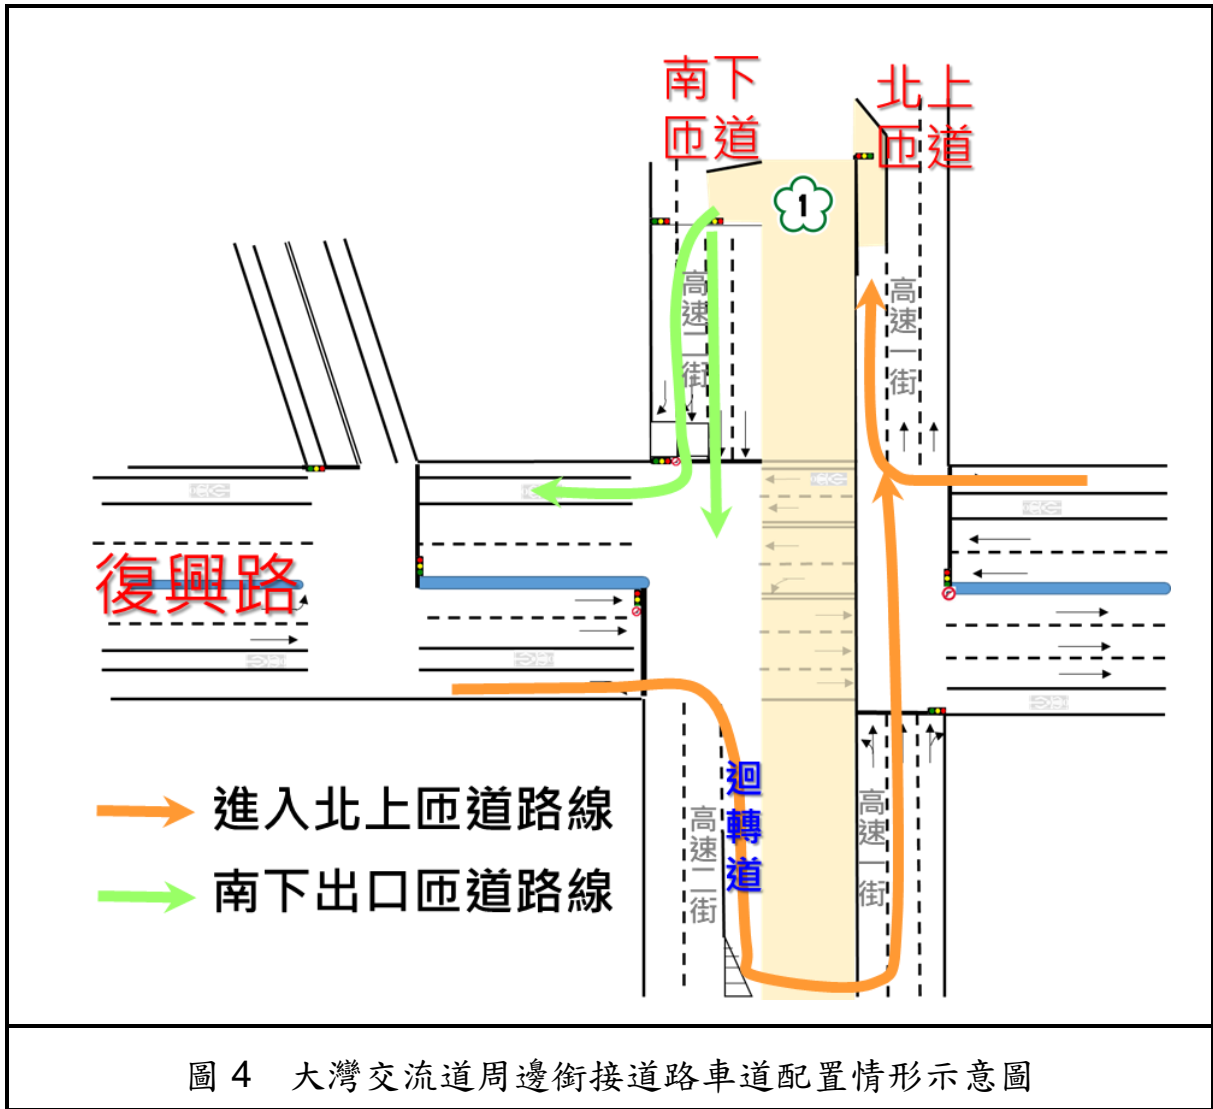 南下
匝道
北上
匝道
1
高速二街
高速一街
復興路
迴轉道
高速二街
高速一街
進入北上匝道路線
南下出口匝道路線
圖 4 大灣交流道周邊銜接道路車道配置情形示意圖